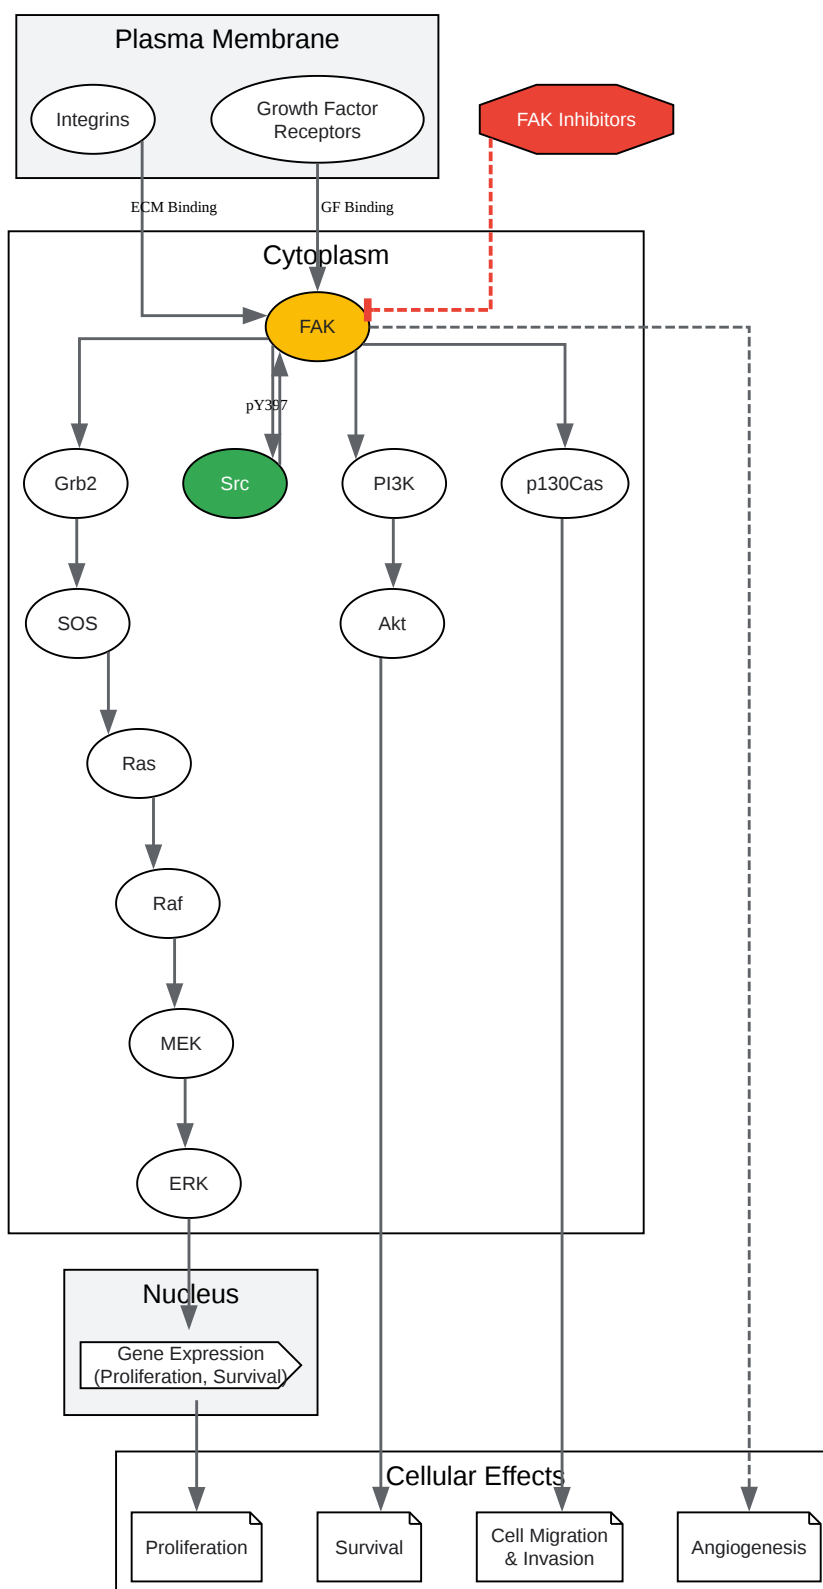 Plasma Membrane
Integrins
Growth Factor
Receptors
FAK Inhibitors
ECM Binding
GF Binding
Cytoplasm
FAK
pY397
Grb2
Src
PI3K
p130Cas
SOS
Akt
Ras
Raf
MEK
ERK
Nucleus
Gene Expression
(Proliferation, Survival)
Cellular Effects
Proliferation
Survival
Cell Migration
& Invasion
Angiogenesis